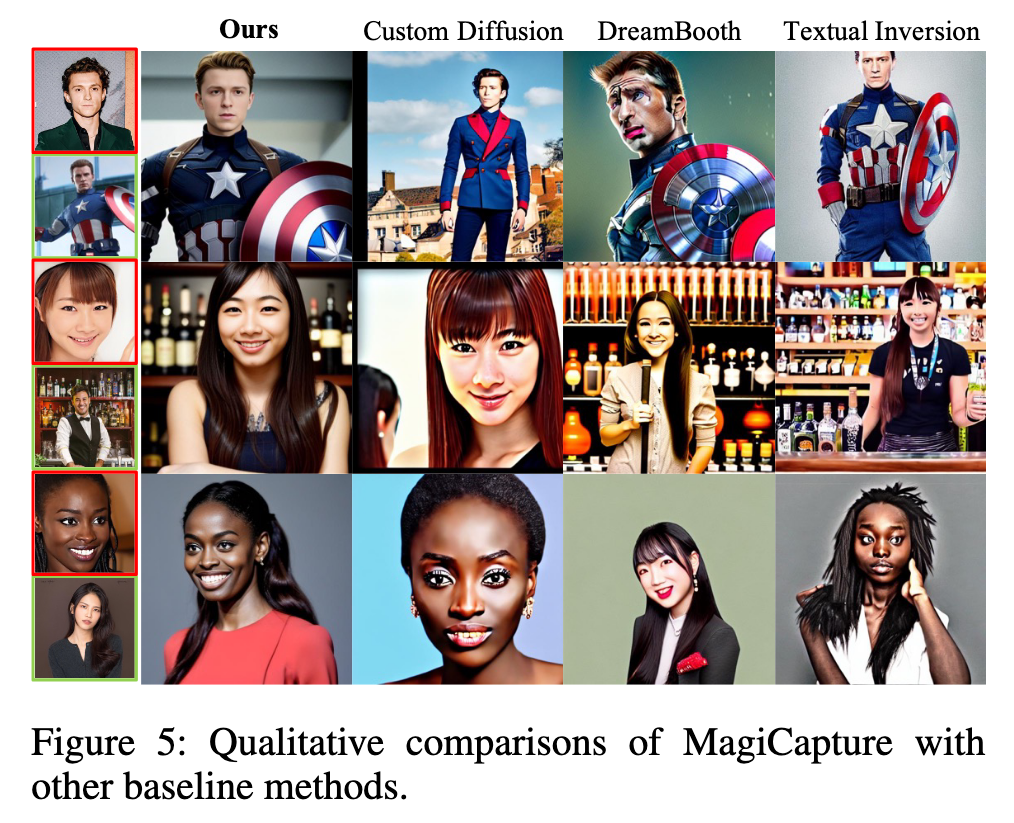 Ours Custom Diffusion DreamBooth Textual Inversion
Figure 5: Qualitative comparisons of MagiCapture with
other baseline methods.